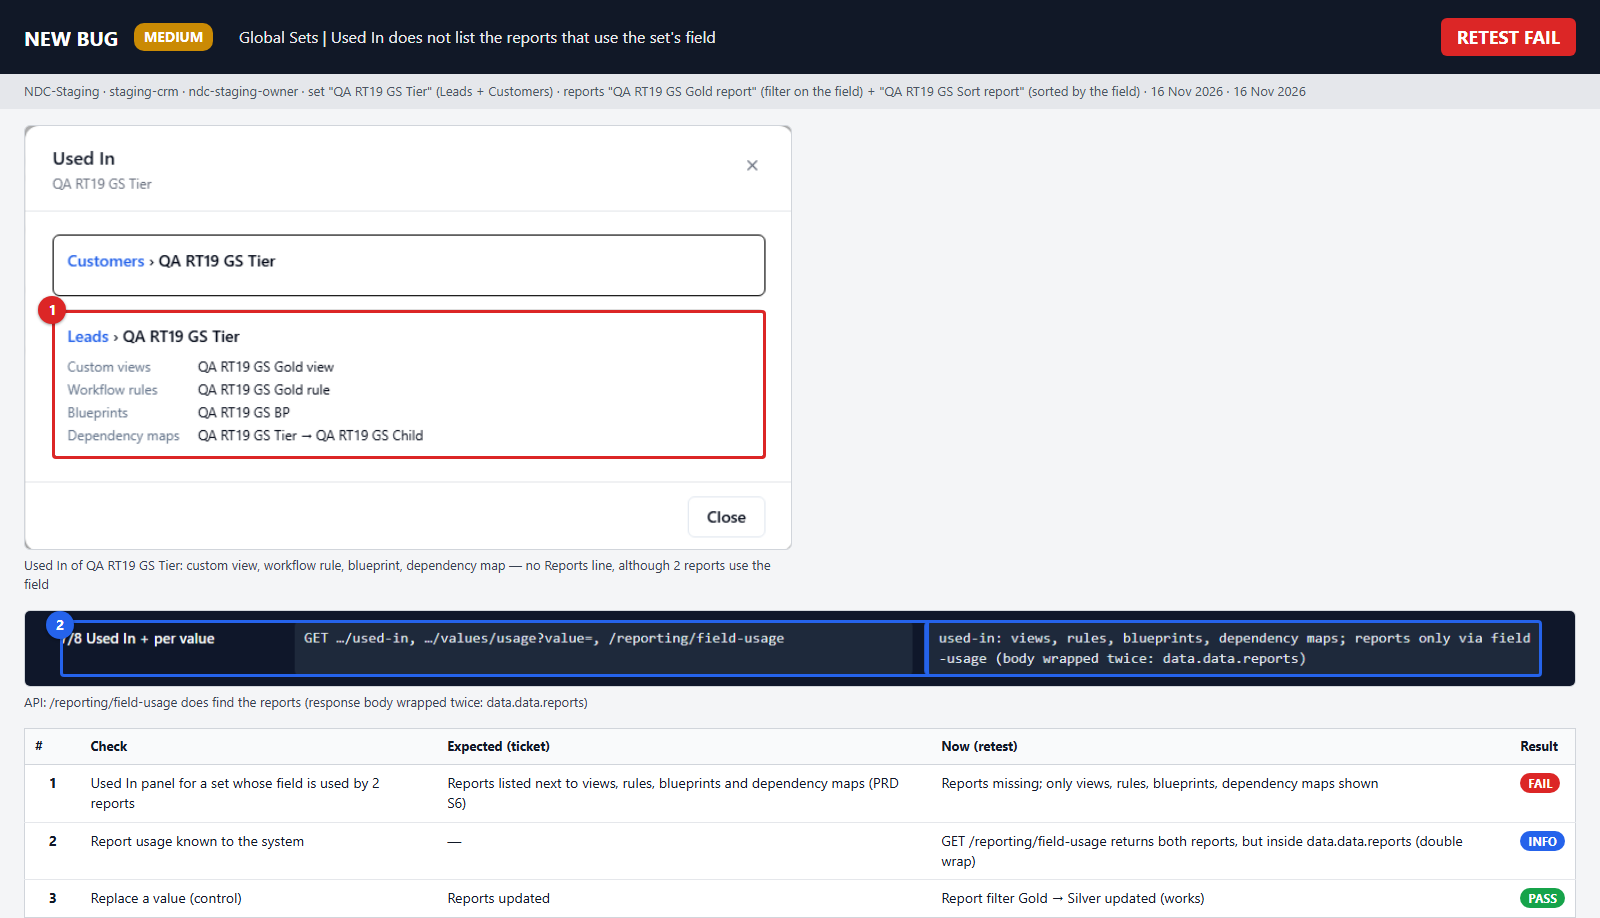 NEW BUG MEDIUM Global Sets | Used In does not list the reports that use the set's field RETEST FAIL
NDC-Staging · staging-crm · ndc-staging-owner · set "QA RT19 GS Tier" (Leads + Customers) · reports "QA RT19 GS Gold report" (filter on the field) + "QA RT19 GS Sort report" (sorted by the field) · 16 Nov 2026 · 16 Nov 2026
Used In
×
QA RT19 GS Tier
Customers › QA RT19 GS Tier
1
Leads › QA RT19 GS Tier
Custom views QA RT19 GS Gold view
Workflow rules QA RT19 GS Gold rule
Blueprints QA RT19 GS BP
Dependency maps QA RT19 GS Tier → QA RT19 GS Child
Close
Used In of QA RT19 GS Tier: custom view, workflow rule, blueprint, dependency map — no Reports line, although 2 reports use the
field
2
/8 Used In + per value GET …/used-in, …/values/usage?value=, /reporting/field-usage used-in: views, rules, blueprints, dependency maps; reports only via field
-usage (body wrapped twice: data.data.reports)
API: /reporting/field-usage does find the reports (response body wrapped twice: data.data.reports)
# Check Expected (ticket) Now (retest) Result
1 Used In panel for a set whose field is used by 2 Reports listed next to views, rules, blueprints and dependency maps (PRD Reports missing; only views, rules, blueprints, dependency maps shown FAIL
reports S6)
2 Report usage known to the system — GET /reporting/field-usage returns both reports, but inside data.data.reports (double INFO
wrap)
3 Replace a value (control) Reports updated Report filter Gold → Silver updated (works) PASS